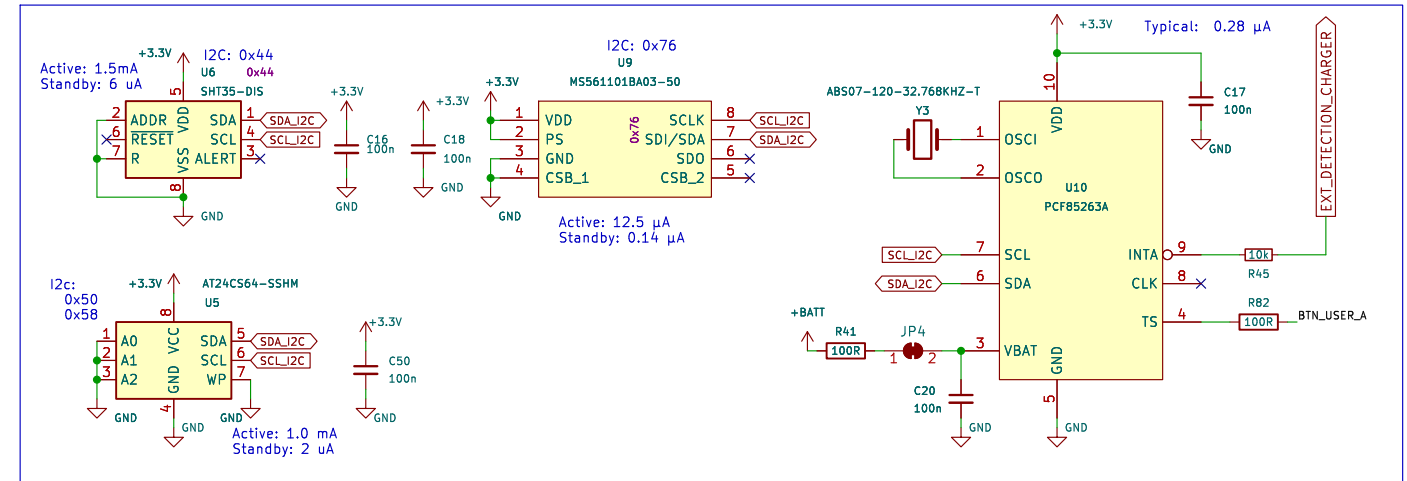 +3.3V
I2C: 0x44
Active: 1.5mA
Standby: 6 uA
U6
0x44
SHT35-DIS
5
2
6
7
ADDR
RESET
R
VDD
VSS
SDA
SCL
ALERT
1
4
3
8
SDA_I2C
SCL_I2C
GND
+3.3V
C16
100n
GND
+3.3V
C18
100n
GND
I2C: 0x76
U9
MS561101BA03-50
+3.3V
1
2
3
4
VDD
PS
GND
CSB_1
0x76
SCLK
SDI/SDA
SDO
CSB_2
8
7
6
5
SCL_I2C
SDA_I2C
GND
Active: 12.5 µA
Standby: 0.14 µA
+3.3V
Typical: 0.28 µA
C17
100n
GND
ABS07-120-32.768KHZ-T
Y3
10
VDD
1
OSCI
2
OSCO
U10
PCF85263A
SCL_I2C
7
SCL
SDA_I2C
6
SDA
INTA
9
CLK
8
TS
4
10k
R45
EXT_DETECTION_CHARGER
R82
100R
BTN_USER_A
+BATT
R41
100R
JP4
1
2
3
VBAT
GND
5
C20
100n
GND
GND
I2c:
0x50
0x58
+3.3V
AT24CS64-SSHM
U5
8
1
2
3
A0
A1
A2
VCC
GND
SDA
SCL
WP
5
6
7
4
SDA_I2C
SCL_I2C
GND
GND
GND
Active: 1.0 mA
Standby: 2 uA
+3.3V
C50
100n
GND